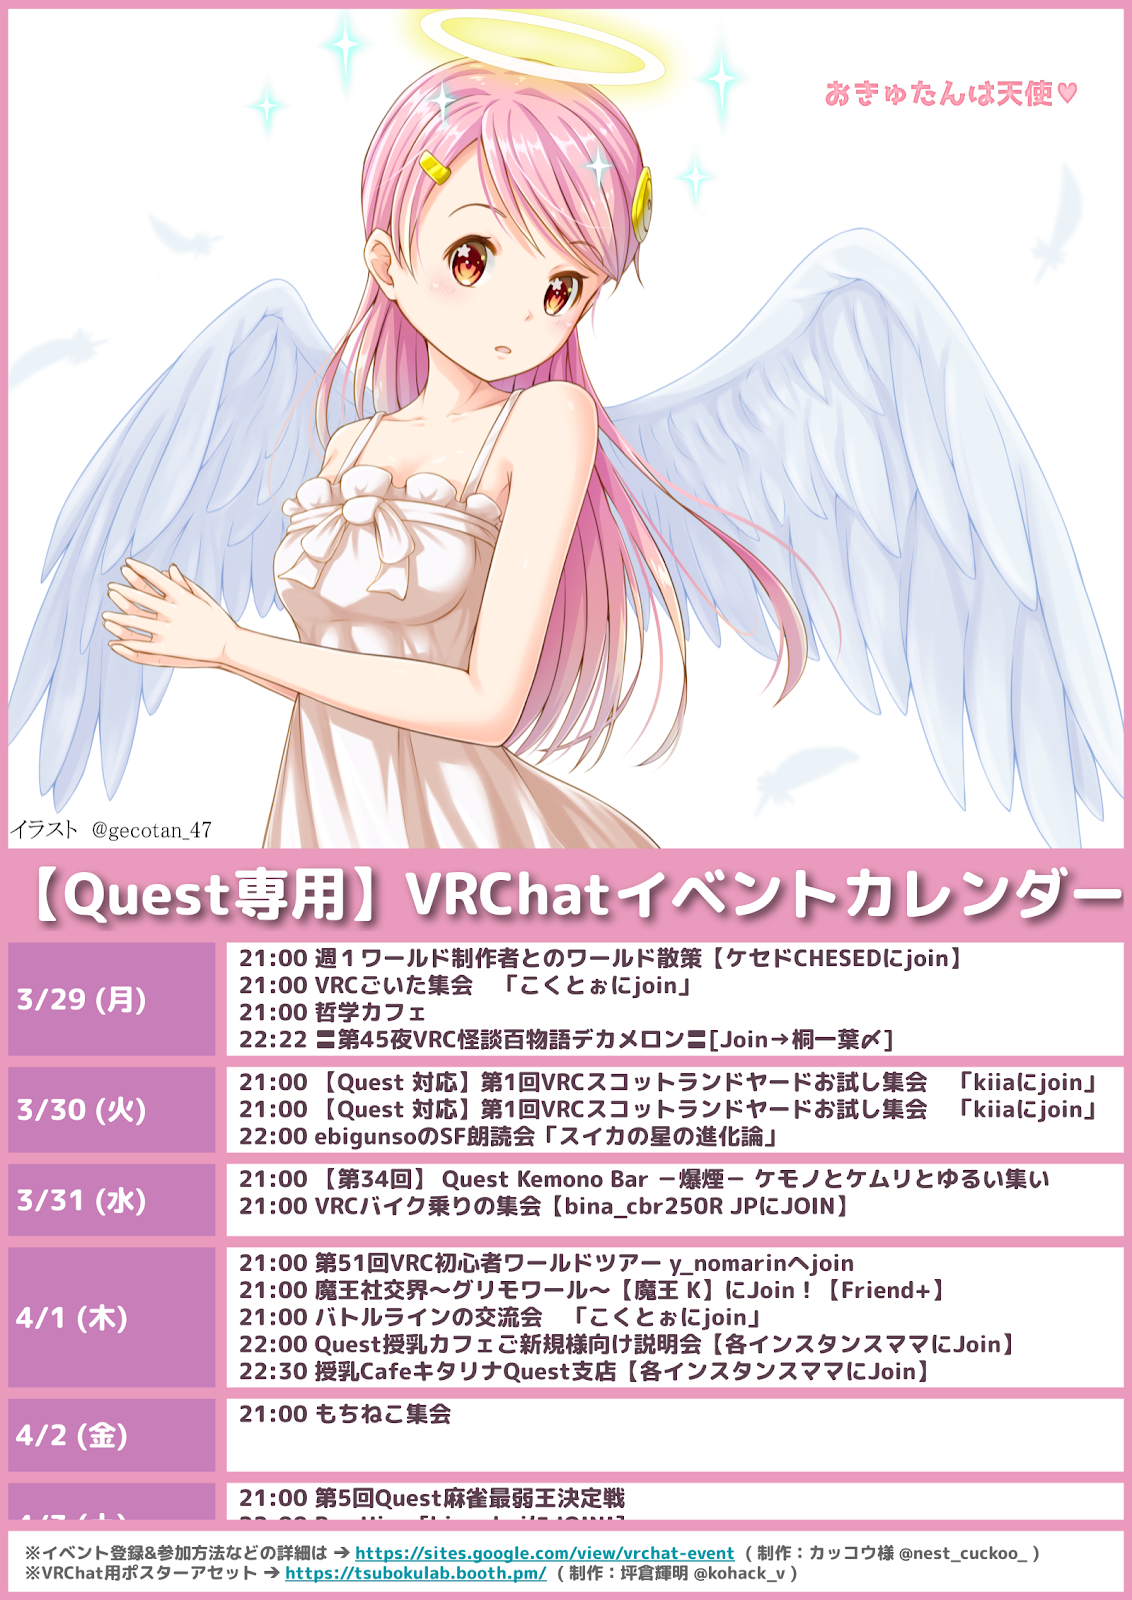 おきゅたんは天使♥
イラスト @gecotan_47
【Quest専用】VRChatイベントカレンダー
3/29 (月)
21:00 週１ワールド制作者とのワールド散策【ケセドCHESEDにjoin】
21:00 VRCごいた集会　「こくとぉにjoin」
21:00 哲学カフェ
22:22 〓第45夜VRC怪談百物語デカメロン〓[Join→桐一葉〆]
3/30 (火)
21:00 【Quest 対応】第1回VRCスコットランドヤードお試し集会　「kiiaにjoin」
21:00 【Quest 対応】第1回VRCスコットランドヤードお試し集会　「kiiaにjoin」
22:00 ebigunsoのSF朗読会「スイカの星の進化論」
3/31 (水)
21:00 【第34回】 Quest Kemono Bar －爆煙－ ケモノとケムリとゆるい集い
21:00 VRCバイク乗りの集会【bina_cbr250R JPにJOIN】
4/1 (木)
21:00 第51回VRC初心者ワールドツアー y_nomarinへjoin
21:00 魔王社交界～グリモワール～【魔王 K】にJoin！【Friend+】
21:00 バトルラインの交流会　「こくとぉにjoin」
22:00 Quest授乳カフェご新規様向け説明会【各インスタンスママにJoin】
22:30 授乳CafeキタリナQuest支店【各インスタンスママにJoin】
4/2 (金)
21:00 もちねこ集会
21:00 第5回Quest麻雀最弱王決定戦
※イベント登録&参加方法などの詳細は ➔ https://sites.google.com/view/vrchat-event ( 制作：カッコウ様 @nest_cuckoo_ )
※VRChat用ポスターアセット ➔ https://tsubokulab.booth.pm/ ( 制作：坪倉輝明 @kohack_v )